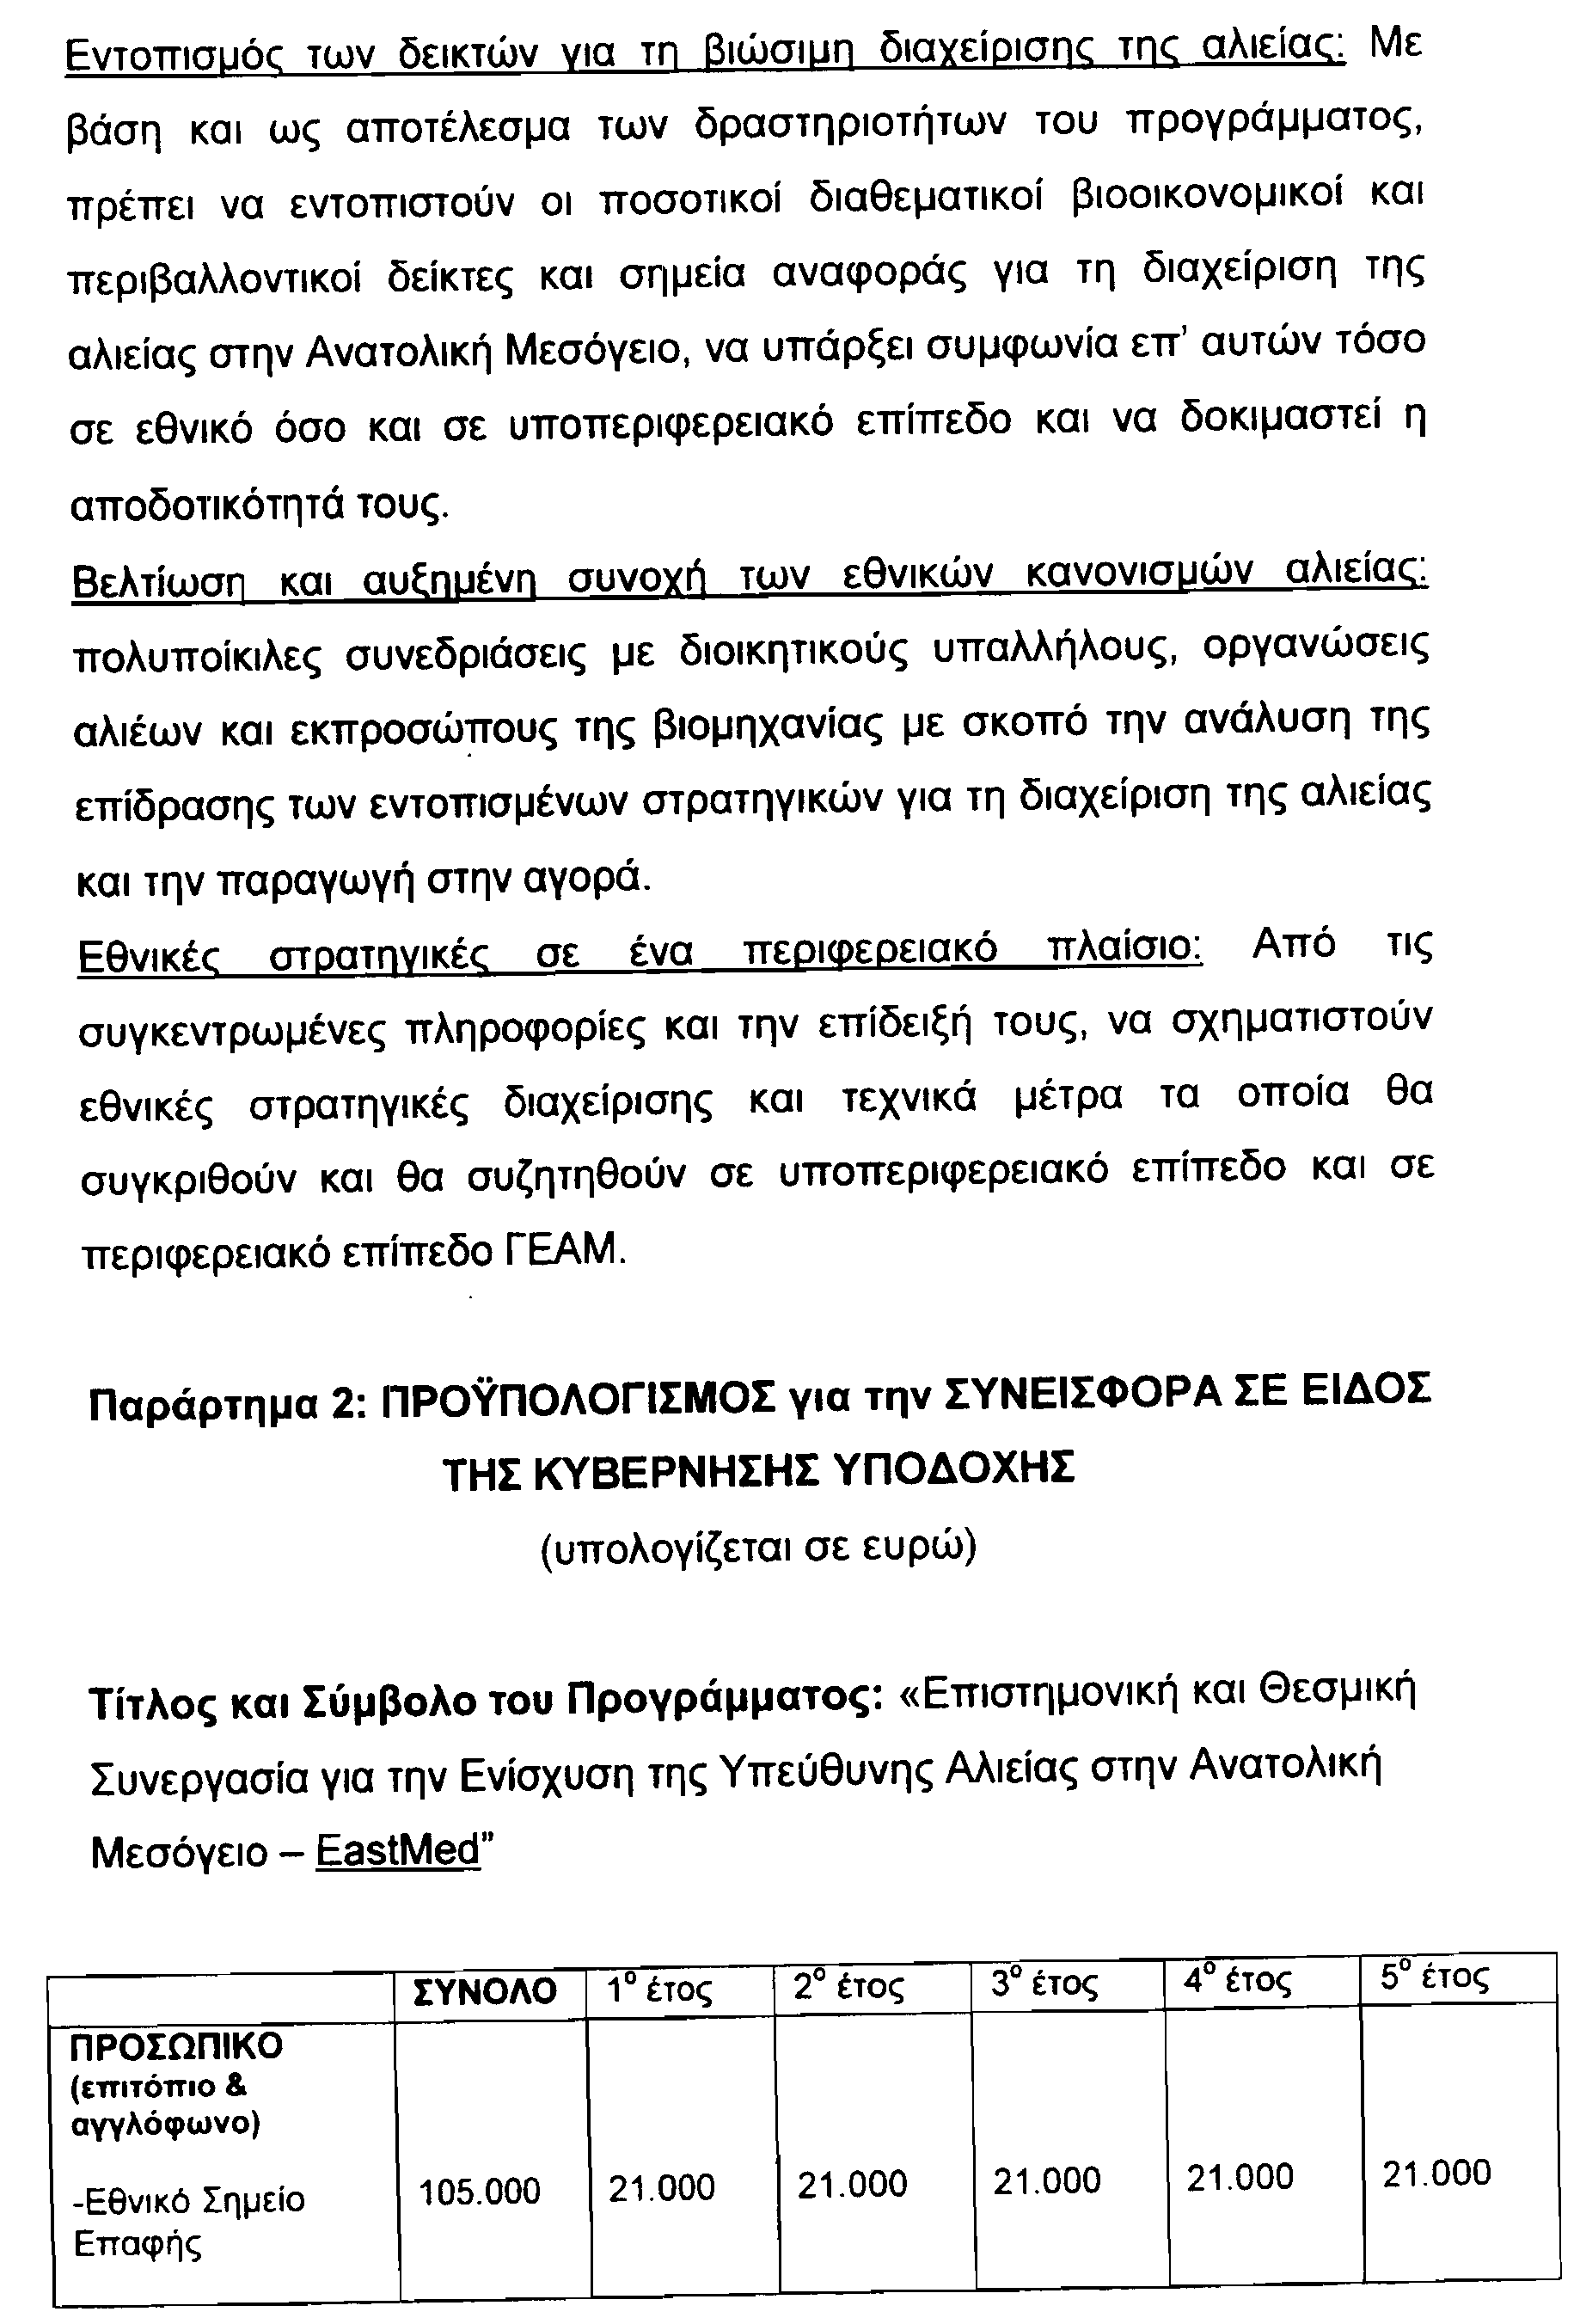 Εντοπισμός των δεικτών για τη βιώσιμη διαχείρισης της αλιείας: Με
βάση και ως αποτέλεσμα των δραστηριοτήτων του προγράμματος,
πρέπει να εντοπιστούν οι ποσοτικοί διαθεματικοί βιοοικονομικοί και
περιβαλλοντικοί δείκτες και σημεία αναφοράς για τη διαχείριση της
αλιείας στην Ανατολική Μεσόγειο, να υπάρξει συμφωνία επ’ αυτών τόσο
σε εθνικό όσο και σε υποπεριφερειακό επίπεδο και να δοκιμαστεί η
αποδοτικότητά τους.
Βελτίωση και αυξημένη συνοχή των εθνικών κανονισμών αλιείας:
πολυποίκιλες συνεδριάσεις με διοικητικούς υπαλλήλους, οργανώσεις
αλιέων και εκπροσώπους της βιομηχανίας με σκοπό την ανάλυση της
επίδρασης των εντοπισμένων στρατηγικών για τη διαχείριση της αλιείας
και την παραγωγή στην αγορά.
Εθνικές στρατηγικές σε ένα περιφερειακό πλαίσιο: Από τις
συγκεντρωμένες πληροφορίες και την επίδειξή τους, να σχηματιστούν
εθνικές στρατηγικές διαχείρισης και τεχνικά μέτρα τα οποία θα
συγκριθούν και θα συζητηθούν σε υποπεριφερειακό επίπεδο και σε
περιφερειακό επίπεδο ΓΕΑΜ.
Παράρτημα 2: ΠΡΟΫΠΟΛΟΓΙΣΜΟΣ για την ΣΥΝΕΙΣΦΟΡΑ ΣΕ ΕΙΔΟΣ
ΤΗΣ ΚΥΒΕΡΝΗΣΗΣ ΥΠΟΔΟΧΗΣ
(υπολογίζεται σε ευρώ)
Τίτλος και Σύμβολο του Προγράμματος: «Επιστημονική και Θεσμική
Συνεργασία για την Ενίσχυση της Υπεύθυνης Αλιείας στην Ανατολική
Μεσόγειο – EastMed”
ΣΥΝΟΛΟ 1º έτος 2º έτος 3º έτος 4º έτος 5º έτος
ΠΡΟΣΩΠΙΚΟ
(επιτόπιο &
αγγλόφωνο)
-Εθνικό Σημείο 105.000 21.000 21.000 21.000 21.000 21.000
Επαφής